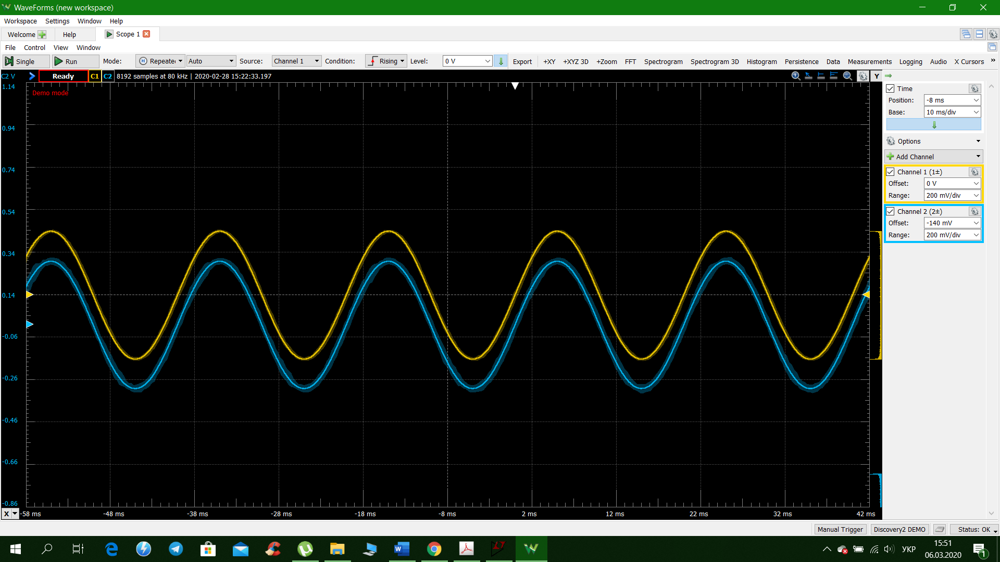 WaveForms (new workspace)
Workspace Settings Window Help
Welcome Help Scope 1
File Control View Window
Single Run Mode: Repeate Auto Source: Channel 1 Condition: Rising Level: 0 V Export +XY +XYZ 3D +Zoom FFT Spectrogram Spectrogram 3D Histogram Persistence Data Measurements Logging Audio X Cursors »
C2 V Ready C1 C2 8192 samples at 80 kHz | 2020-02-28 15:22:33.197 Y
Demo mode
1.14
0.94
0.74
0.54
0.34
0.14
-0.06
-0.26
-0.46
-0.66
-0.86
X -58 ms -48 ms -38 ms -28 ms -18 ms -8 ms 2 ms 12 ms 22 ms 32 ms 42 ms
Time
Position: -8 ms
Base: 10 ms/div
Options
Add Channel
Channel 1 (1±)
Offset: 0 V
Range: 200 mV/div
Channel 2 (2±)
Offset: -140 mV
Range: 200 mV/div
Manual Trigger Discovery2 DEMO Status: OK
УКР
15:51
06.03.2020
1